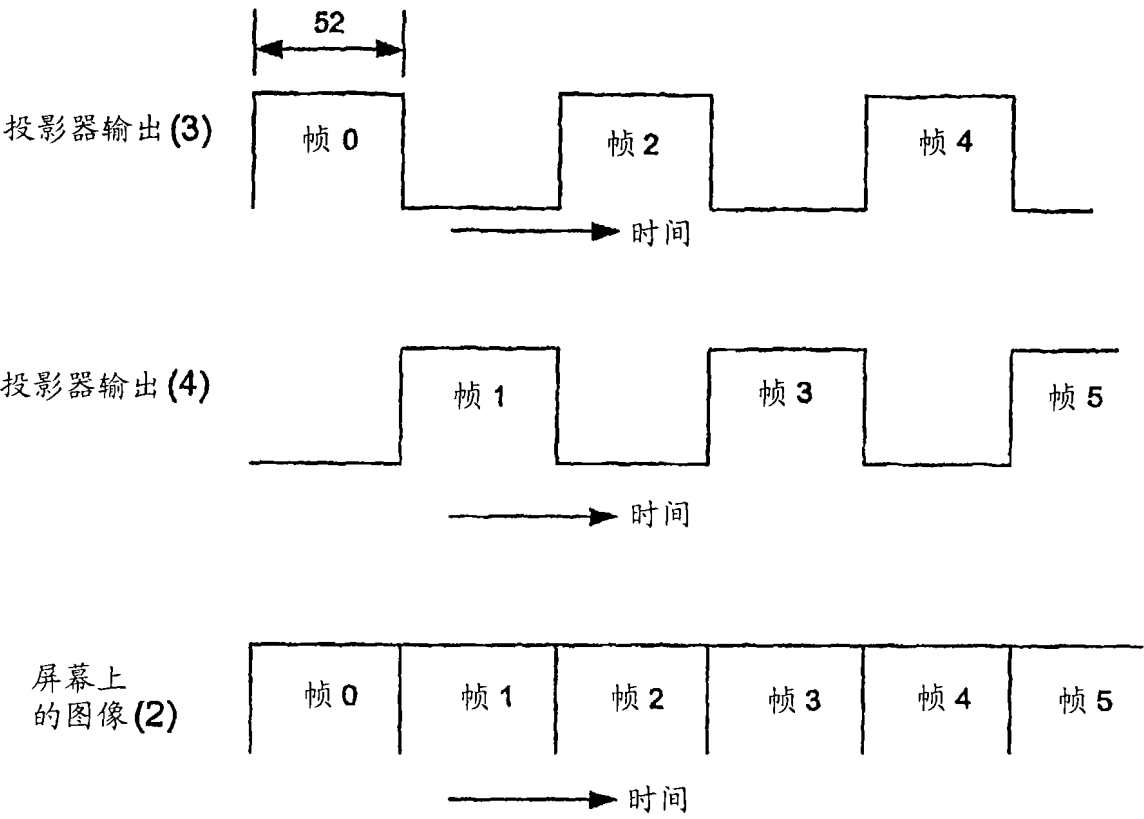 52
投影器输出(3)
帧 0
帧 2
帧 4
时间
投影器输出(4)
帧 1
帧 3
帧 5
时间
屏幕上
的图像(2)
帧 0
帧 1
帧 2
帧 3
帧 4
帧 5
时间